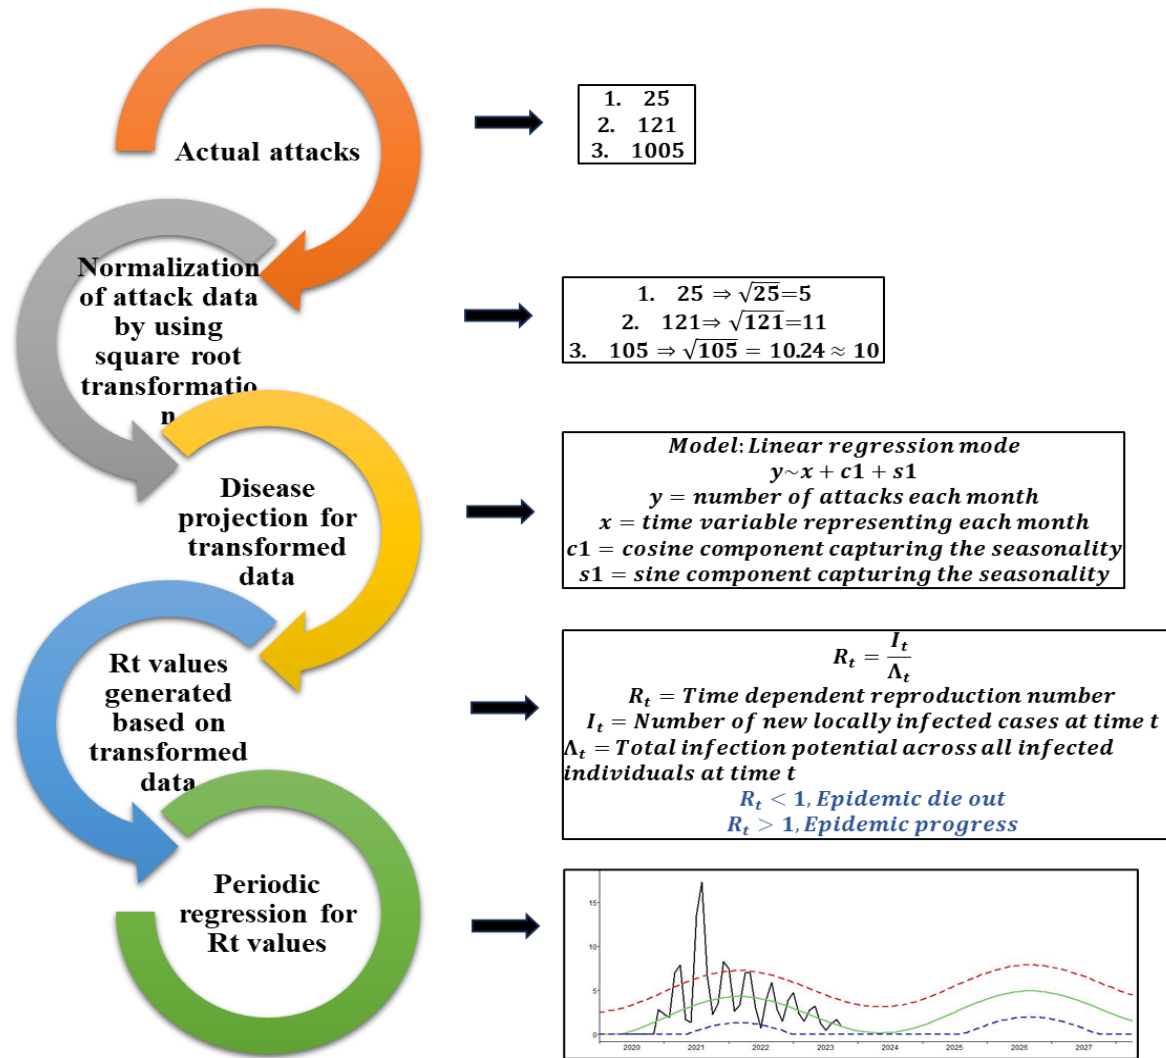 Actual attacks
1. 25
2. 121
3. 1005
Normalization
of attack data
by using
square root
transformatio
n
1. 25 ⇒ √25=5
2. 121⇒ √121=11
3. 105 ⇒ √105 = 10.24 ≈ 10
Disease
projection for
transformed
data
Model: Linear regression mode
y~x + c1 + s1
y = number of attacks each month
x = time variable representing each month
c1 = cosine component capturing the seasonality
s1 = sine component capturing the seasonality
Rt values
generated
based on
transformed
data
R_t = I_t / Λ_t
R_t = Time dependent reproduction number
I_t = Number of new locally infected cases at time t
Λ_t = Total infection potential across all infected
individuals at time t
R_t < 1, Epidemic die out
R_t > 1, Epidemic progress
Periodic
regression for
Rt values
15
10
5
0
2020 2021 2022 2023 2024 2025 2026 2027